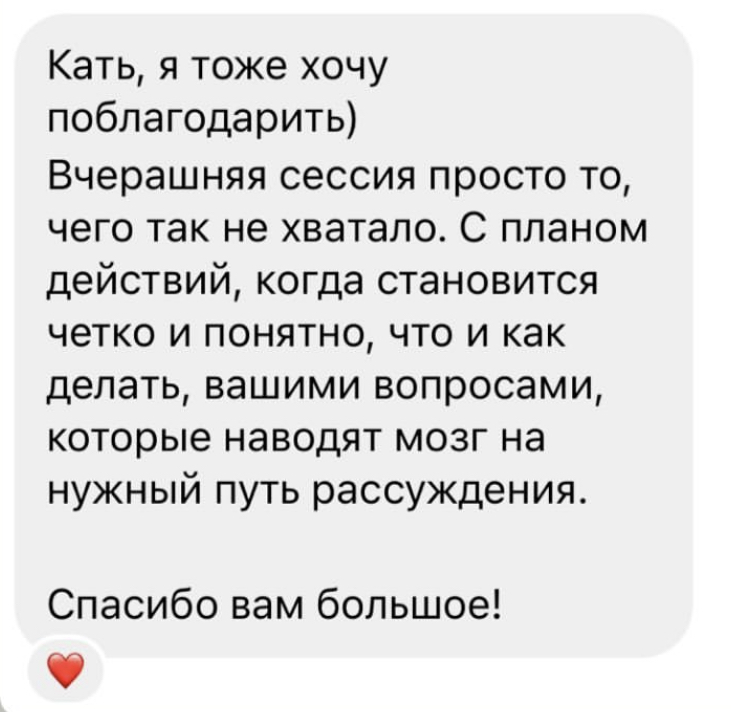 Кать, я тоже хочу
поблагодарить)
Вчерашняя сессия просто то,
чего так не хватало. С планом
действий, когда становится
четко и понятно, что и как
делать, вашими вопросами,
которые наводят мозг на
нужный путь рассуждения.
Спасибо вам большое!